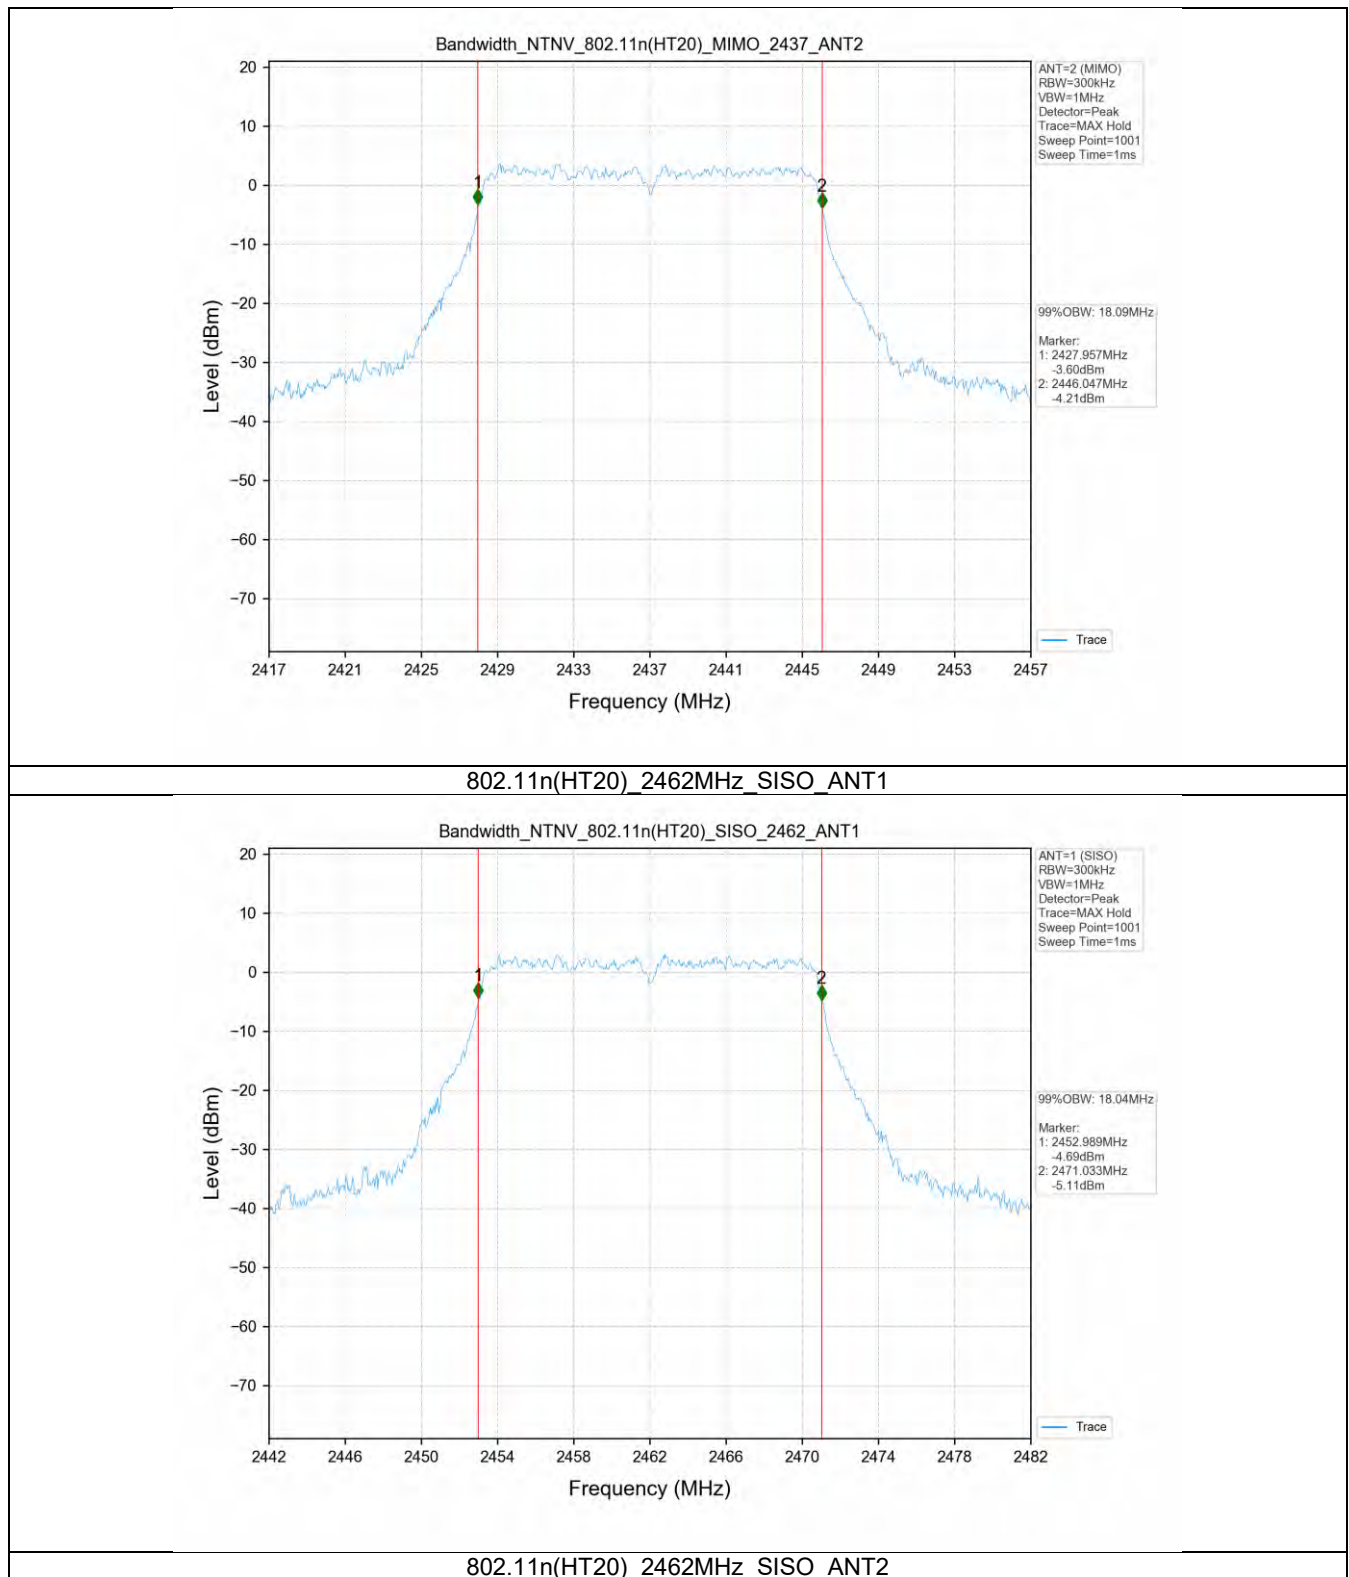 Bandwidth_NTNV_802.11n(HT20)_MIMO_2437_ANT2
ANT=2 (MIMO)
RBW=300kHz
VBW=1MHz
Detector=Peak
Trace=MAX Hold
Sweep Point=1001
Sweep Time=1ms
20
10
0
−10
−20
−30
−40
−50
−60
−70
Level (dBm)
1
2
99%OBW: 18.09MHz
Marker:
1: 2427.957MHz
-3.60dBm
2: 2446.047MHz
-4.21dBm
Trace
2417 2421 2425 2429 2433 2437 2441 2445 2449 2453 2457
Frequency (MHz)
802.11n(HT20)_2462MHz_SISO_ANT1
Bandwidth_NTNV_802.11n(HT20)_SISO_2462_ANT1
ANT=1 (SISO)
RBW=300kHz
VBW=1MHz
Detector=Peak
Trace=MAX Hold
Sweep Point=1001
Sweep Time=1ms
20
10
0
−10
−20
−30
−40
−50
−60
−70
Level (dBm)
1
2
99%OBW: 18.04MHz
Marker:
1: 2452.989MHz
-4.69dBm
2: 2471.033MHz
-5.11dBm
Trace
2442 2446 2450 2454 2458 2462 2466 2470 2474 2478 2482
Frequency (MHz)
802.11n(HT20)_2462MHz_SISO_ANT2